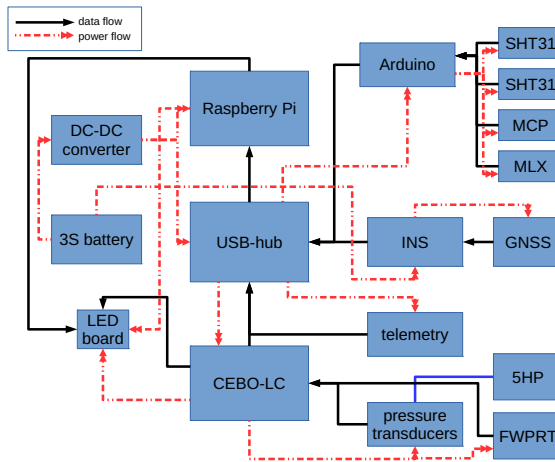 data flow
power flow
SHT31
Arduino
SHT31
Raspberry Pi
DC-DC
converter
MCP
MLX
3S battery
USB-hub
INS
GNSS
LED
board
telemetry
CEBO-LC
5HP
pressure
transducers
FWPRT